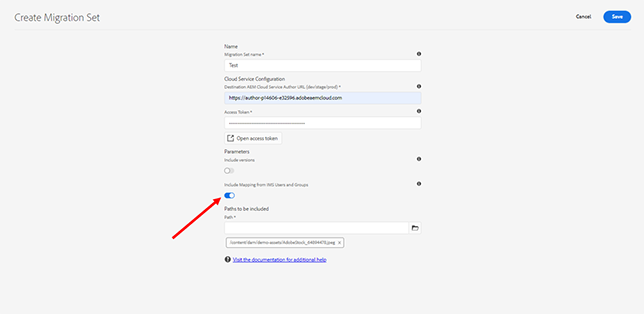 Create Migration Set
Cancel
Save
Name
Migration Set name *
Test
Cloud Service Configuration
Destination AEM Cloud Service Author URL (dev/stage/prod) *
https://author-p14606-e32596.adobeaemcloud.com
Access Token *
Open access token
Parameters
Include versions
Include Mapping from IMS Users and Groups
Paths to be included
Path *
/content/dam/demo-assets/AdobeStock_64894478.jpeg
Visit the documentation for additional help